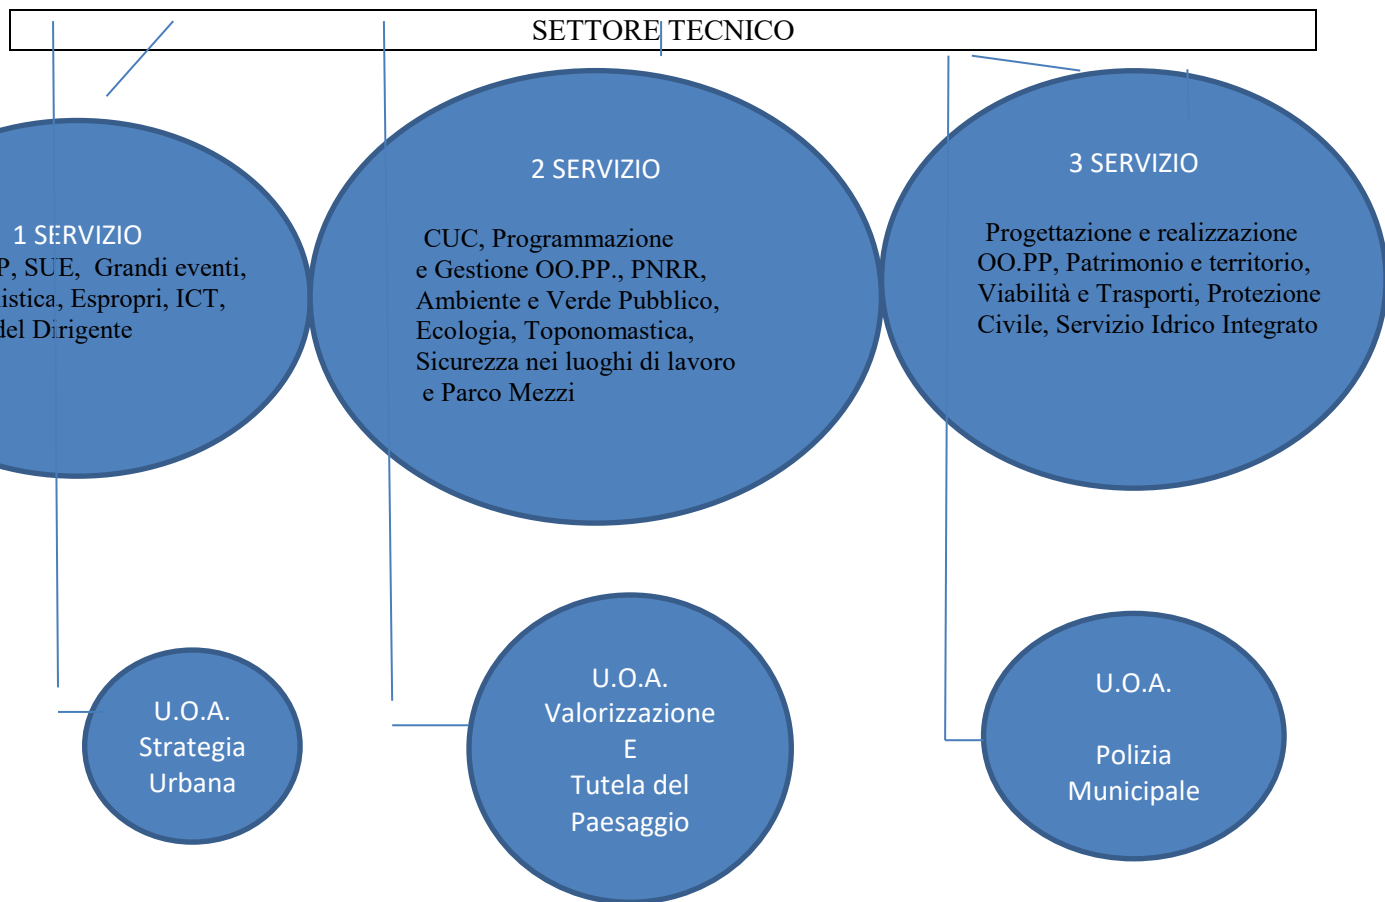 SETTORE TECNICO
1 SERVIZIO
P, SUE, Grandi eventi,
istica, Espropri, ICT,
del Dirigente
2 SERVIZIO
CUC, Programmazione
e Gestione OO.PP., PNRR,
Ambiente e Verde Pubblico,
Ecologia, Toponomastica,
Sicurezza nei luoghi di lavoro
e Parco Mezzi
3 SERVIZIO
Progettazione e realizzazione
OO.PP, Patrimonio e territorio,
Viabilità e Trasporti, Protezione
Civile, Servizio Idrico Integrato
U.O.A.
Strategia
Urbana
U.O.A.
Valorizzazione
E
Tutela del
Paesaggio
U.O.A.
Polizia
Municipale